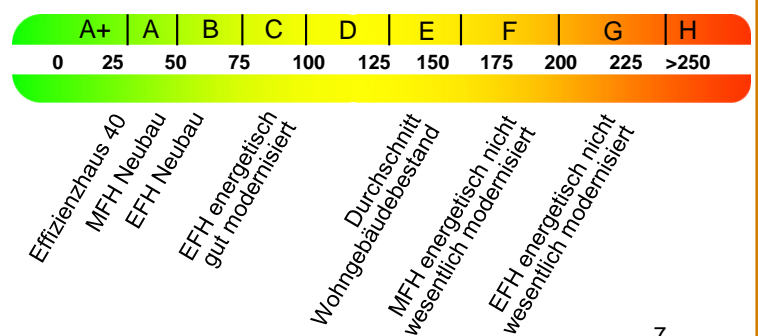 A+ A B C D E F G H
0 25 50 75 100 125 150 175 200 225 >250
Effizienzhaus 40
MFH Neubau
EFH Neubau
EFH energetisch
gut modernisiert
Durchschnitt
Wohngebäudebestand
MFH energetisch nicht
wesentlich modernisiert
EFH energetisch nicht
wesentlich modernisiert